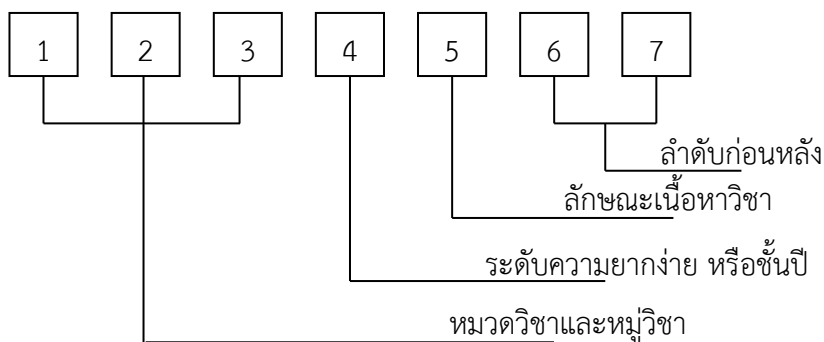 1 2 3 4 5 6 7
ลำดับก่อนหลัง
ลักษณะเนื้อหาวิชา
ระดับความยากง่าย หรือชั้นปี
หมวดวิชาและหมู่วิชา